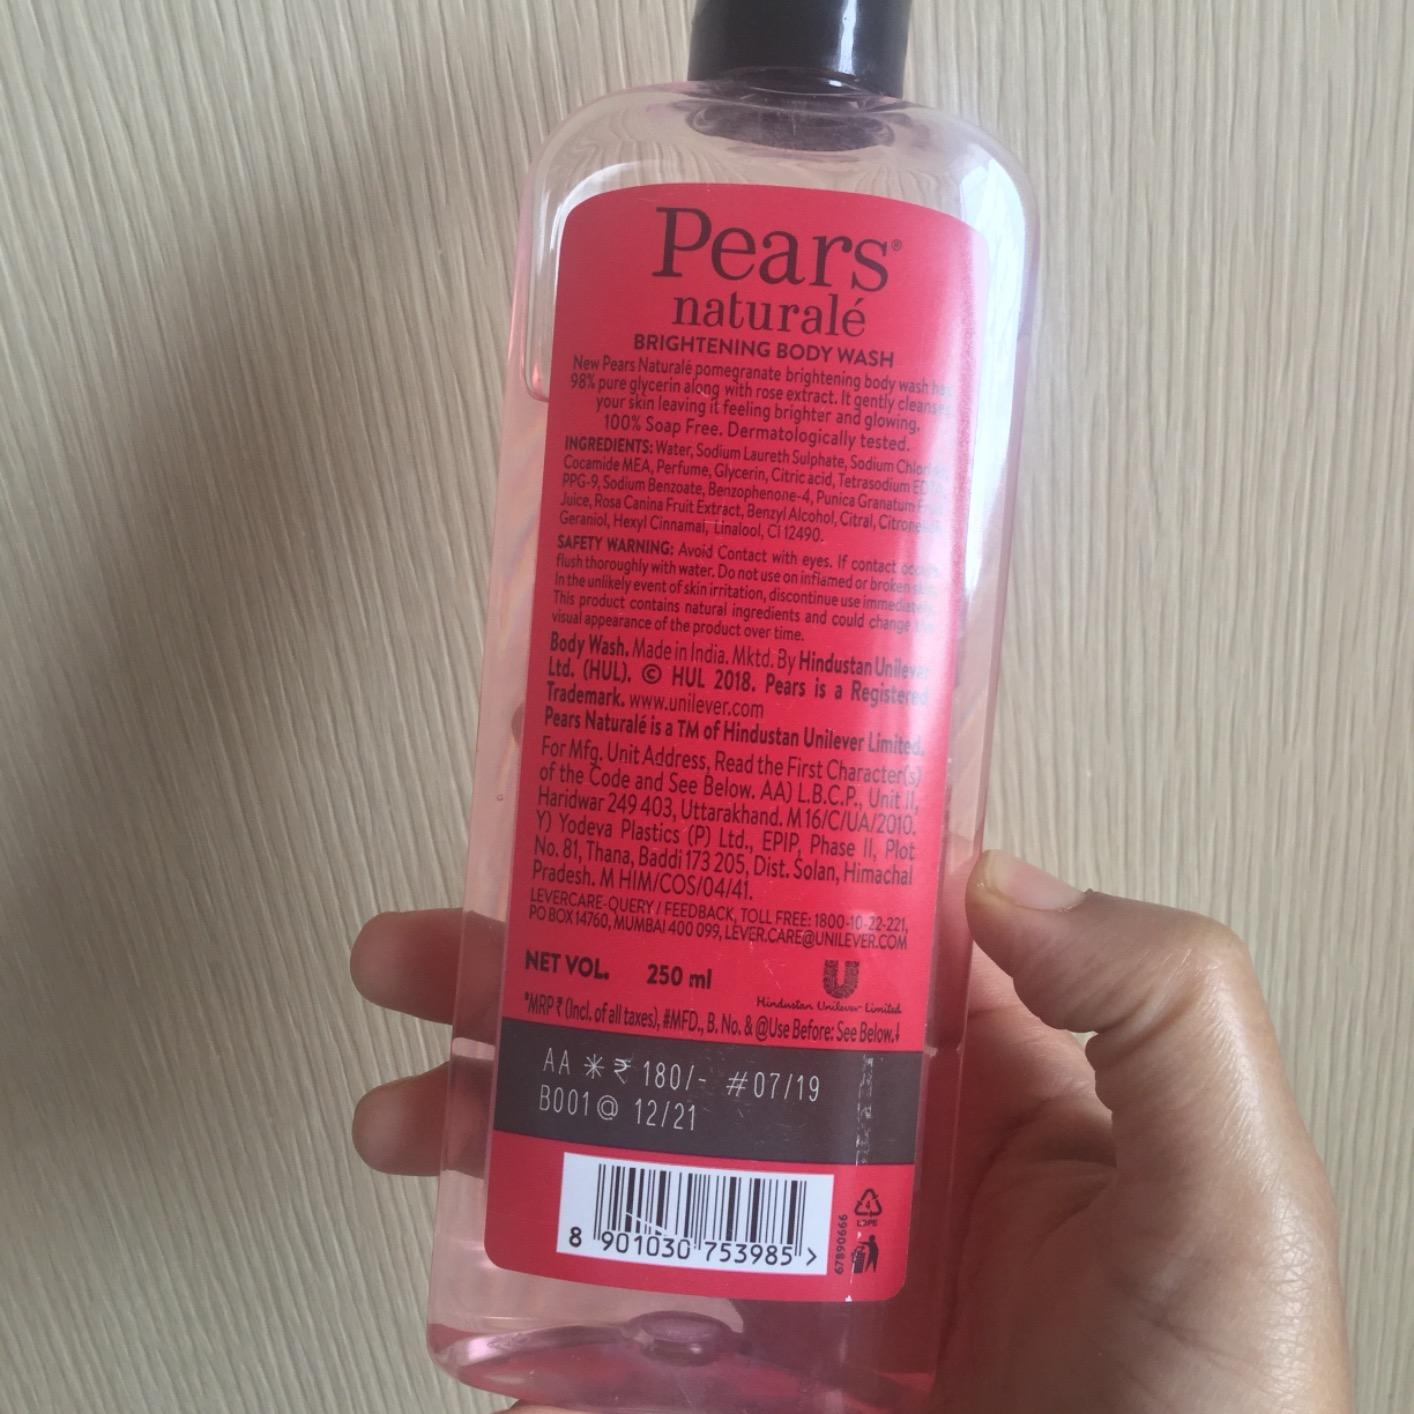 Pears®
naturalé
BRIGHTENING BODY WASH
New Pears Naturalé pomegranate brightening body wash has
98% pure glycerin along with rose extract. It gently cleanses
your skin leaving it feeling brighter and glowing.
100% Soap Free. Dermatologically tested.
INGREDIENTS: Water, Sodium Laureth Sulphate, Sodium Chloride,
Cocamide MEA, Perfume, Glycerin, Citric acid, Tetrasodium EDTA,
PPG-9, Sodium Benzoate, Benzophenone-4, Punica Granatum Fruit
Juice, Rosa Canina Fruit Extract, Benzyl Alcohol, Citral, Citronellol,
Geraniol, Hexyl Cinnamal, Linalool, CI 12490.
SAFETY WARNING: Avoid Contact with eyes. If contact occurs,
flush thoroughly with water. Do not use on inflamed or broken skin.
In the unlikely event of skin irritation, discontinue use immediately.
This product contains natural ingredients and could change the
visual appearance of the product over time.
Body Wash. Made in India. Mktd. By Hindustan Unilever
Ltd. (HUL). © HUL 2018. Pears is a Registered
Trademark. www.unilever.com
Pears Naturalé is a TM of Hindustan Unilever Limited.
For Mfg. Unit Address, Read the First Character(s)
of the Code and See Below. AA) L.B.C.P., Unit II,
Haridwar 249 403, Uttarakhand. M 16/C/UA/2010.
Y) Yodeva Plastics (P) Ltd., EPIP, Phase II, Plot
No. 81, Thana, Baddi 173 205, Dist. Solan, Himachal
Pradesh. M HIM/COS/04/41.
LEVERCARE-QUERY / FEEDBACK, TOLL FREE: 1800-10-22-221,
PO BOX 14760, MUMBAI 400 099, LEVER.CARE@UNILEVER.COM
NET VOL. 250 ml
Hindustan Unilever Limited
*MRP ₹ (Incl. of all taxes), #MFD., B. No. & @Use Before: See Below.↓
AA * ₹ 180/- #07/19
B001@ 12/21
8 901030 753985 >
67890666
4
LDPE